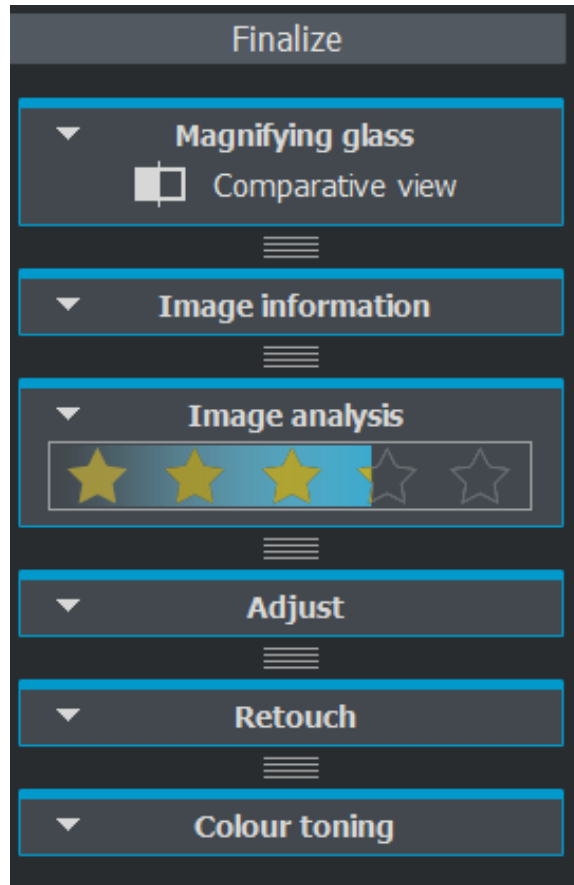 Finalize
Magnifying glass
Comparative view
Image information
Image analysis
Adjust
Retouch
Colour toning